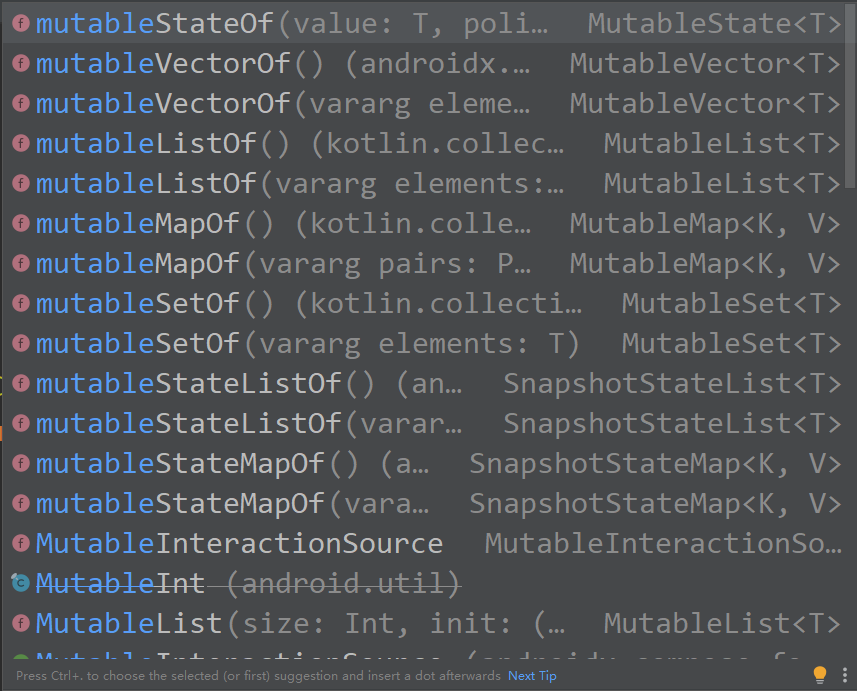 mutableStateOf(value: T, poli… MutableState<T>
mutableVectorOf() (androidx.… MutableVector<T>
mutableVectorOf(vararg eleme… MutableVector<T>
mutableListOf() (kotlin.collec… MutableList<T>
mutableListOf(vararg elements:… MutableList<T>
mutableMapOf() (kotlin.colle… MutableMap<K, V>
mutableMapOf(vararg pairs: P… MutableMap<K, V>
mutableSetOf() (kotlin.collecti… MutableSet<T>
mutableSetOf(vararg elements: T) MutableSet<T>
mutableStateListOf() (an… SnapshotStateList<T>
mutableStateListOf(varar… SnapshotStateList<T>
mutableStateMapOf() (a… SnapshotStateMap<K, V>
mutableStateMapOf(vara… SnapshotStateMap<K, V>
MutableInteractionSource MutableInteractionSo…
MutableInt (android.util)
MutableList(size: Int, init: (… MutableList<T>
MutableInteractionSource
Press Ctrl+. to choose the selected (or first) suggestion and insert a dot afterwards Next Tip